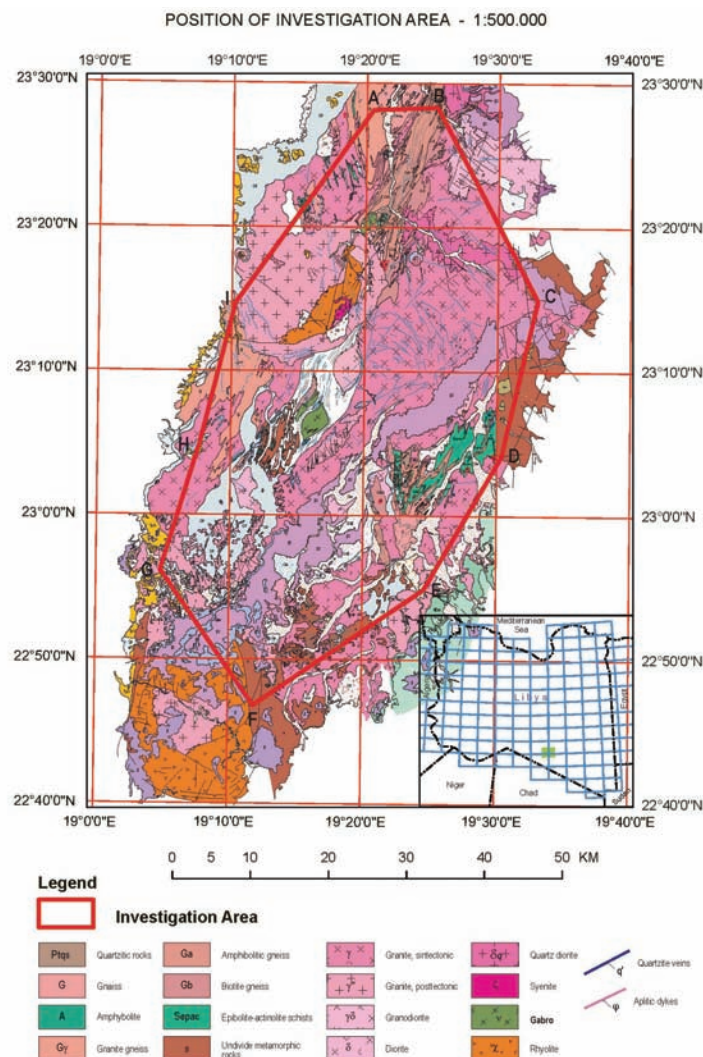 POSITION OF INVESTIGATION AREA - 1:500.000
19°0'0"E 19°10'0"E 19°20'0"E 19°30'0"E 19°40'0"E
23°30'0"N 23°30'0"N
A B
23°20'0"N 23°20'0"N
I C
23°10'0"N 23°10'0"N
H D
23°0'0"N 23°0'0"N
G E
Mediterranean
Sea
22°50'0"N 22°50'0"N
Libya
Egypt
F
Niger Chad
Sudan
22°40'0"N 22°40'0"N
19°0'0"E 19°10'0"E 19°20'0"E 19°30'0"E 19°40'0"E
0 5 10 20 30 40 50 KM
Legend
Investigation Area
Ptqs Quartzitic rocks Ga Amphibolitic gneiss γ Granite, sintectonic δq Quartz diorite q' Quartzite veins
G Gnaiss Gb Biotite gneiss γ" Granite, posttectonic ζ Syenite φ Aplitic dykes
A Amphybolite Sepac Epibolite-actinolite schists γδ Granodiorite ν Gabro
Gγ Granite gneiss s Undivide metamorphic rocks δ Diorite χ Rhyolite